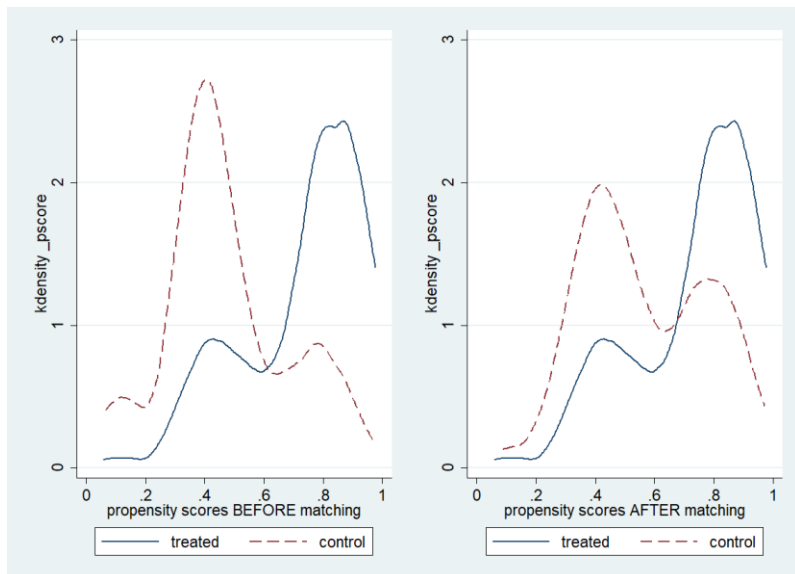 3
2
1
0
kdensity _pscore
0 .2 .4 .6 .8 1
propensity scores BEFORE matching
treated control
3
2
1
0
kdensity _pscore
0 .2 .4 .6 .8 1
propensity scores AFTER matching
treated control